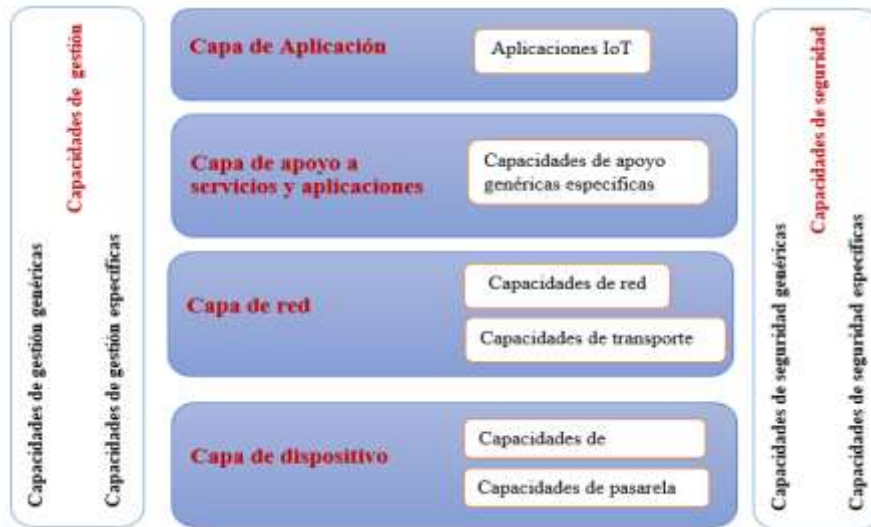 Capacidades de gestión
Capacidades de gestión genéricas
Capacidades de gestión específicas
Capa de Aplicación
Aplicaciones IoT
Capa de apoyo a
servicios y aplicaciones
Capacidades de apoyo
genéricas especificas
Capa de red
Capacidades de red
Capacidades de transporte
Capa de dispositivo
Capacidades de
Capacidades de pasarela
Capacidades de seguridad
Capacidades de seguridad genéricas
Capacidades de seguridad específicas